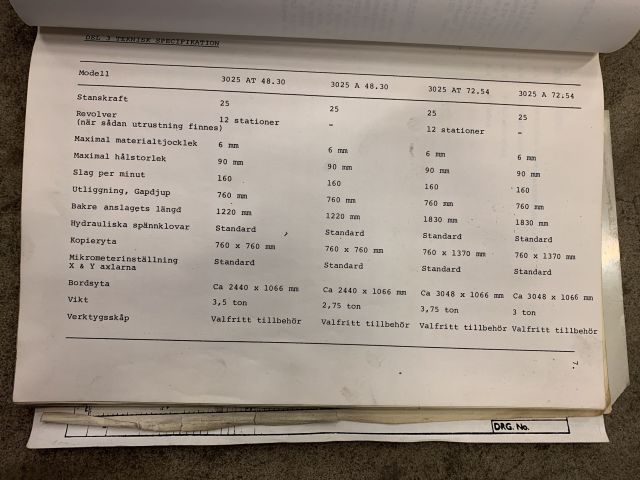 DEL 3 TEKNISK SPECIFIKATION
Modell 3025 AT 48.30 3025 A 48.30 3025 AT 72.54 3025 A 72.54
Stanskraft 25 25 25 25
Revolver
(när sådan utrustning finnes) 12 stationer - 12 stationer -
Maximal materialtjocklek 6 mm 6 mm 6 mm 6 mm
Maximal hålstorlek 90 mm 90 mm 90 mm 90 mm
Slag per minut 160 160 160 160
Utliggning, Gapdjup 760 mm 760 mm 760 mm 760 mm
Bakre anslagets längd 1220 mm 1220 mm 1830 mm 1830 mm
Hydrauliska spännklovar Standard Standard Standard Standard
Kopieryta 760 x 760 mm 760 x 760 mm 760 x 1370 mm 760 x 1370 mm
Mikrometerinställning
X & Y axlarna Standard Standard Standard Standard
Bordsyta Ca 2440 x 1066 mm Ca 2440 x 1066 mm Ca 3048 x 1066 mm Ca 3048 x 1066 mm
Vikt 3,5 ton 2,75 ton 3,75 ton 3 ton
Verktygsskåp Valfritt tillbehör Valfritt tillbehör Valfritt tillbehör Valfritt tillbehör
7.
DRG. No.